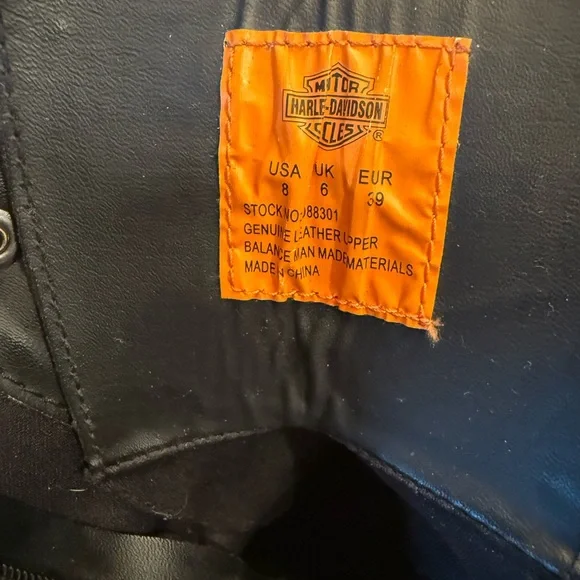 MOTOR
HARLEY-DAVIDSON
CYCLES
®
USA UK EUR
8 6 39
STOCK NO: 88301
GENUINE LEATHER UPPER
BALANCE MAN MADE MATERIALS
MADE IN CHINA